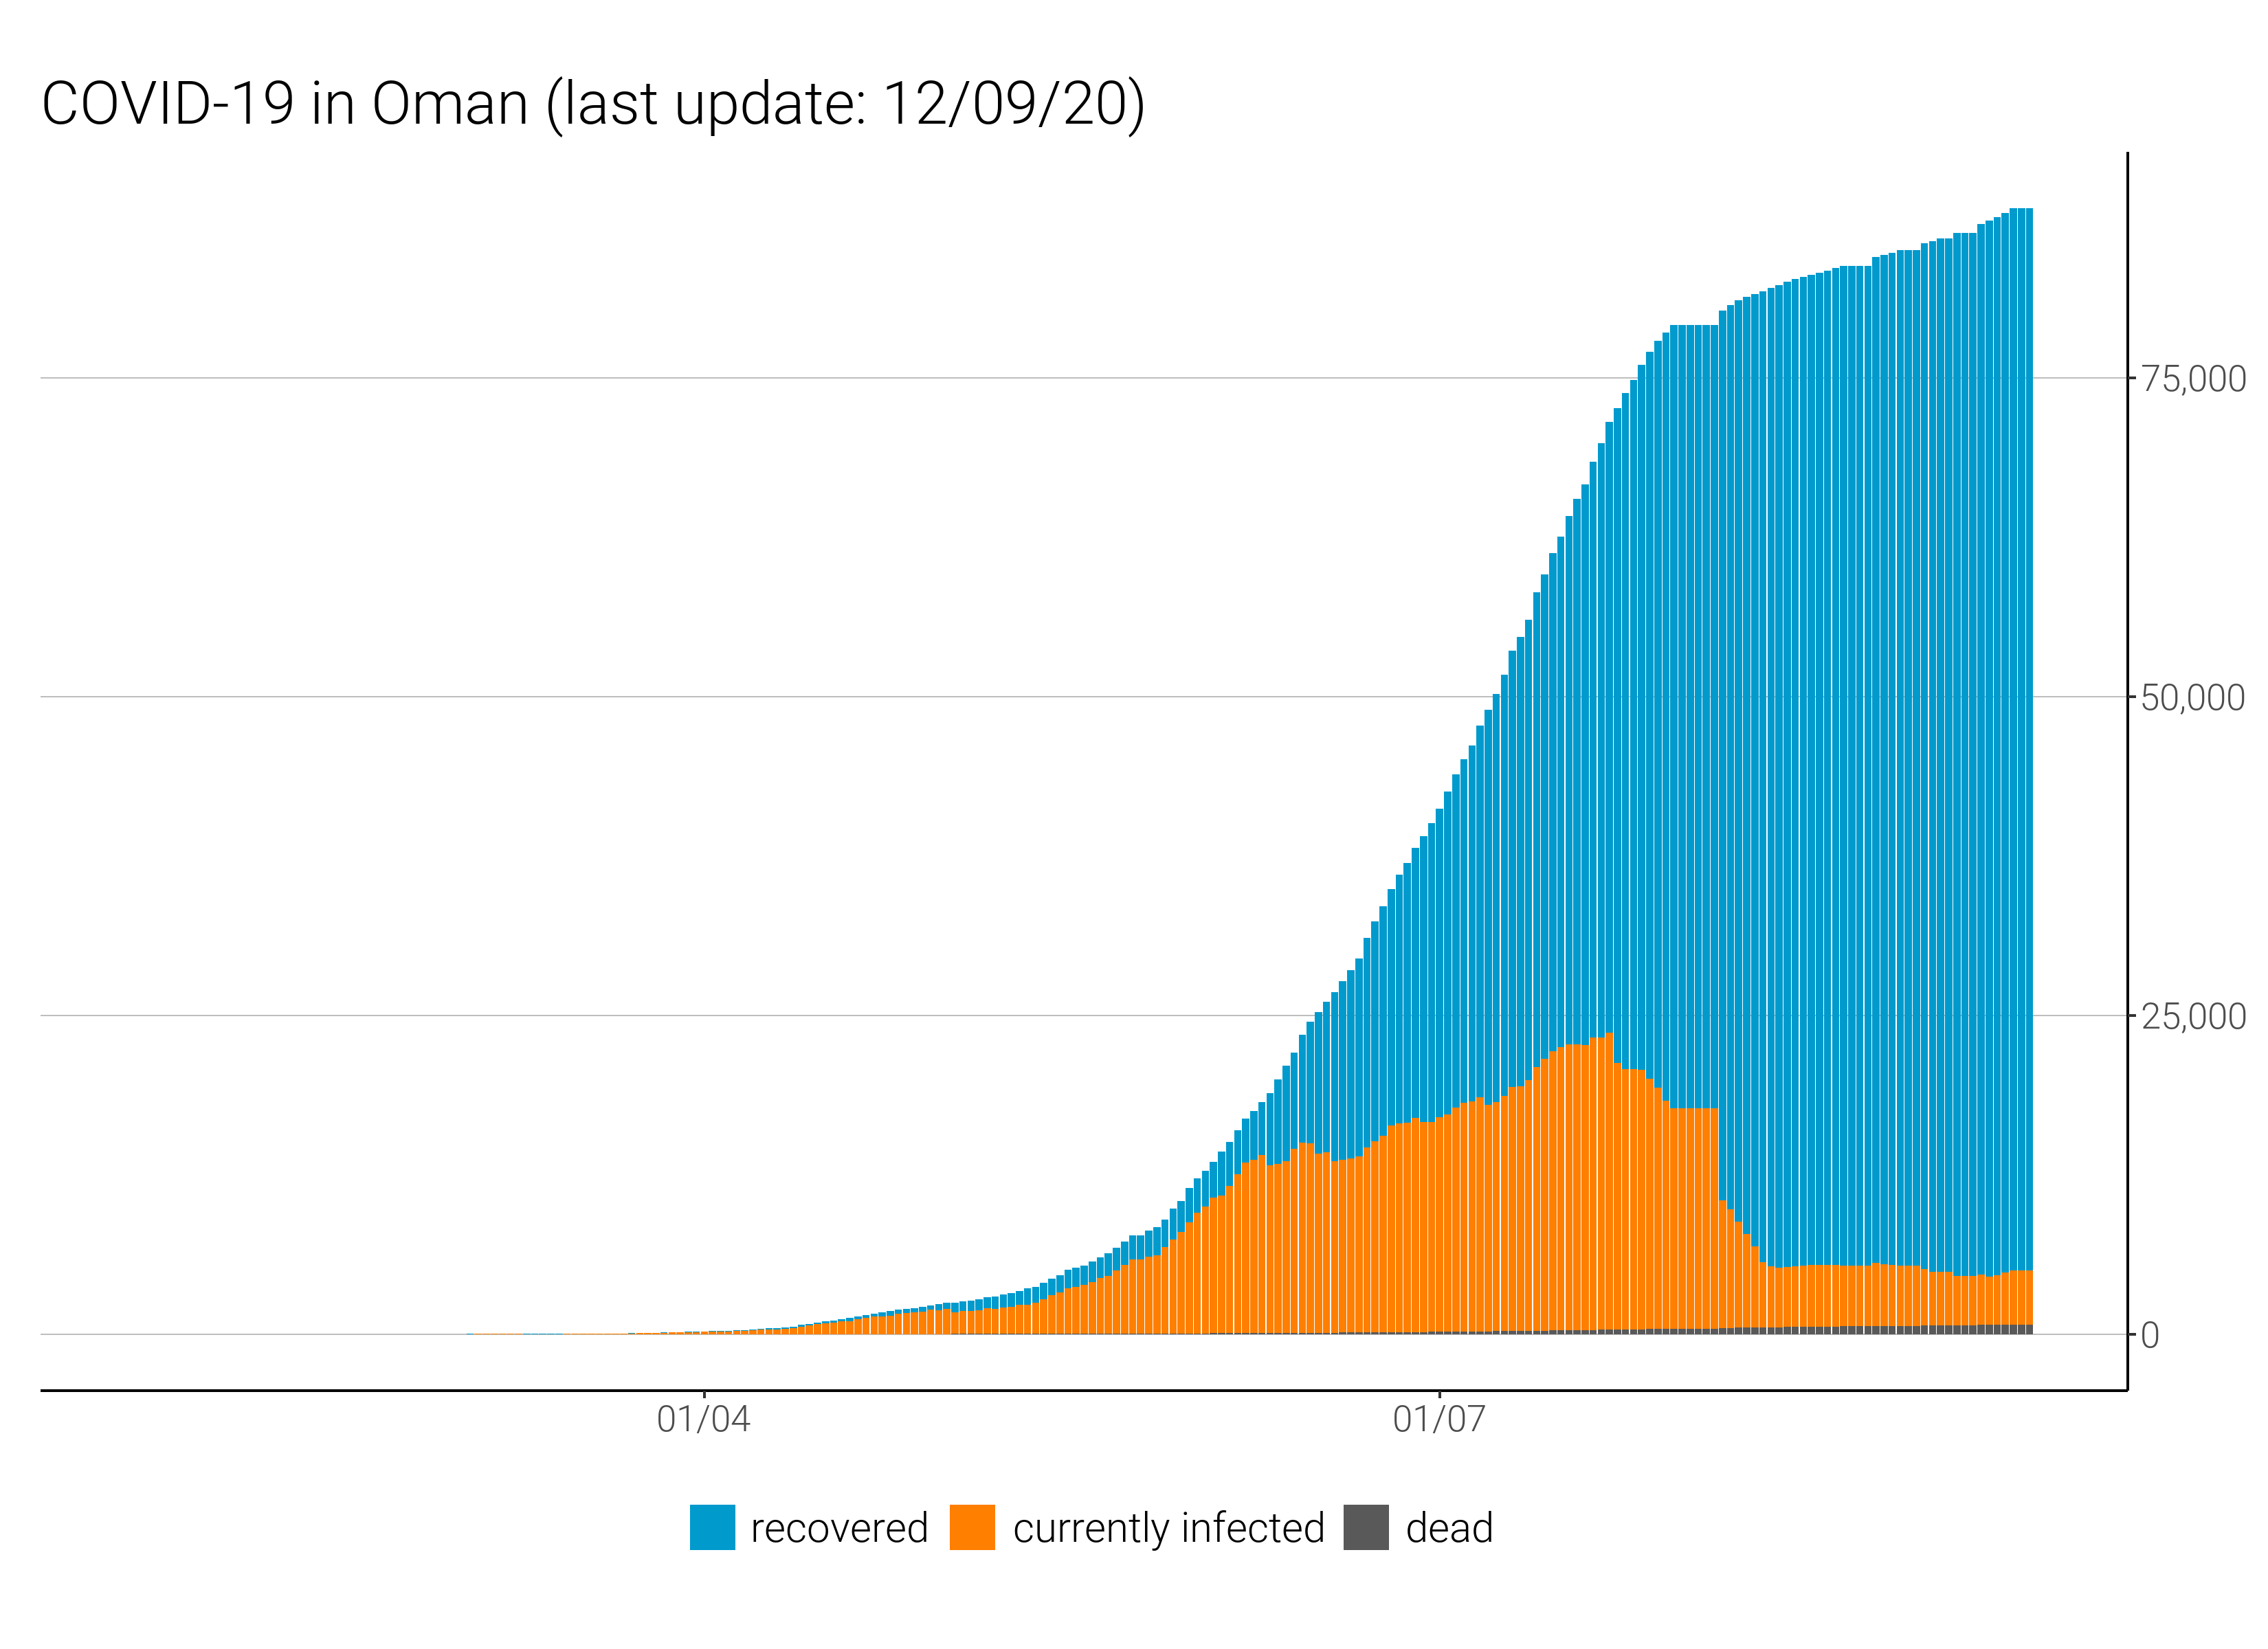 COVID-19 in Oman (last update: 12/09/20)
75,000
50,000
25,000
0
01/04 01/07
recovered currently infected dead